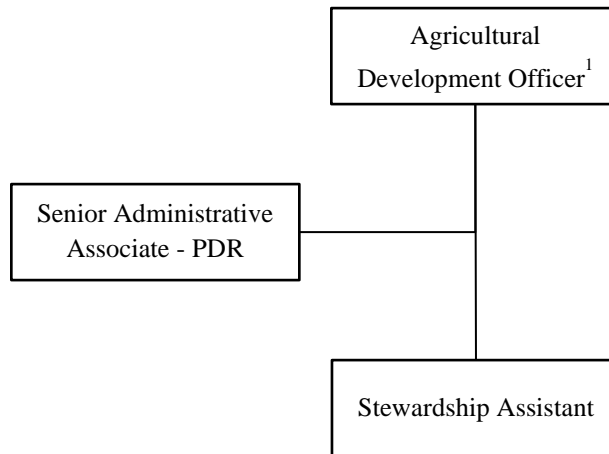 Agricultural
Development Officer¹
Senior Administrative
Associate - PDR
Stewardship Assistant